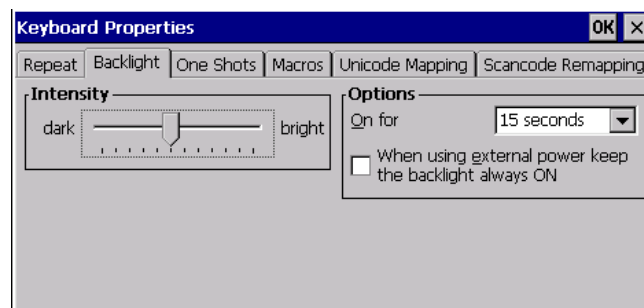 Keyboard Properties OK ×
Repeat Backlight One Shots Macros Unicode Mapping Scancode Remapping
Intensity
dark bright
Options
On for 15 seconds
When using external power keep
the backlight always ON